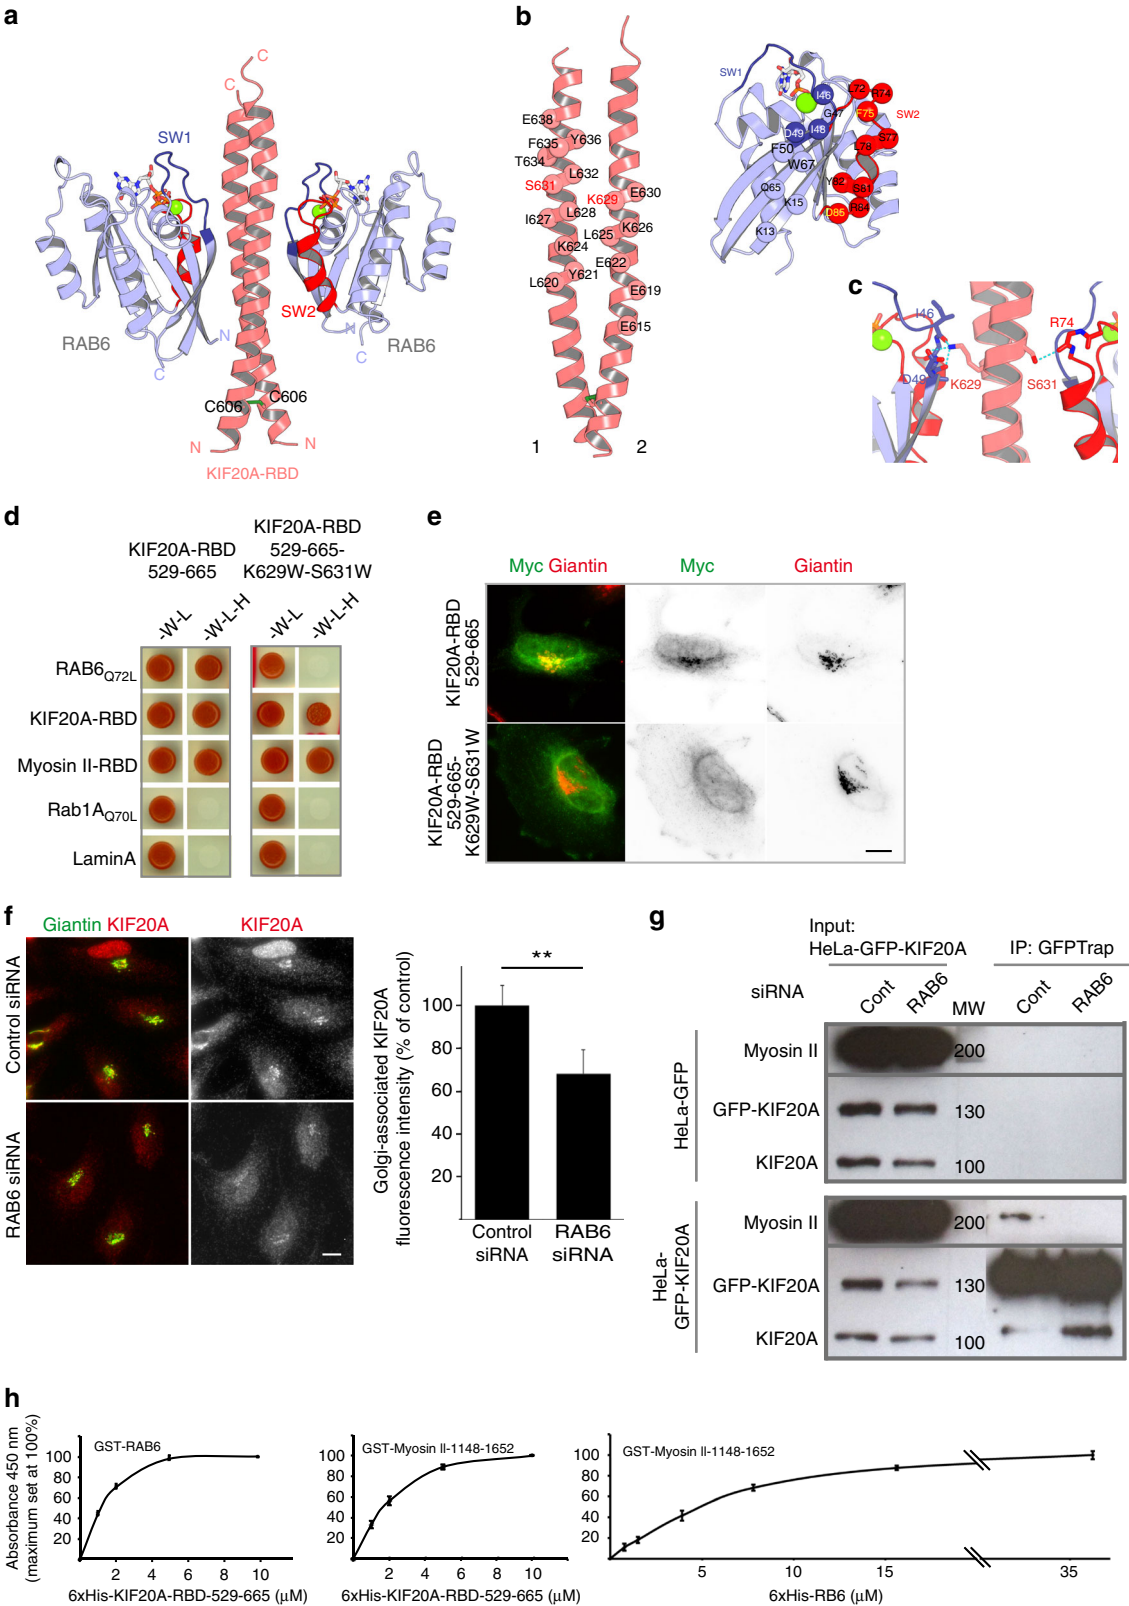 a
C
C
SW1
SW2
RAB6
N
C
N
C
RAB6
C606
C606
N
N
KIF20A-RBD
b
E638
F635
Y636
T634
L632
S631
K629
E630
I627
L628
L625
K626
K624
E622
Y621
L620
E619
E615
1
2
SW1
I46
L72
R74
G47
F75
SW2
D49
I48
S77
F50
L78
W67
Y82
S81
Q65
K15
R84
D85
K13
c
I46
R74
D49
K629
S631
d
KIF20A-RBD
529-665
KIF20A-RBD
529-665-
K629W-S631W
-W-L
-W-L-H
-W-L
-W-L-H
RAB6Q72L
KIF20A-RBD
Myosin II-RBD
Rab1AQ70L
LaminA
e
Myc Giantin
Myc
Giantin
KIF20A-RBD
529-665
KIF20A-RBD
529-665-
K629W-S631W
f
Giantin KIF20A
KIF20A
Control siRNA
RAB6 siRNA
Golgi-associated KIF20A
fluorescence intensity (% of control)
**
100
80
60
40
20
Control
siRNA
RAB6
siRNA
g
Input:
HeLa-GFP-KIF20A
IP: GFPTrap
siRNA
Cont
RAB6
MW
Cont
RAB6
HeLa-GFP
Myosin II
200
GFP-KIF20A
130
KIF20A
100
HeLa-
GFP-KIF20A
Myosin II
200
GFP-KIF20A
130
KIF20A
100
h
Absorbance 450 nm
(maximum set at 100%)
GST-RAB6
100
80
60
40
20
2 4 6 8 10
6xHis-KIF20A-RBD-529-665 (μM)
GST-Myosin II-1148-1652
100
80
60
40
20
2 4 6 8 10
6xHis-KIF20A-RBD-529-665 (μM)
GST-Myosin II-1148-1652
100
80
60
40
20
5 10 15 35
6xHis-RB6 (μM)